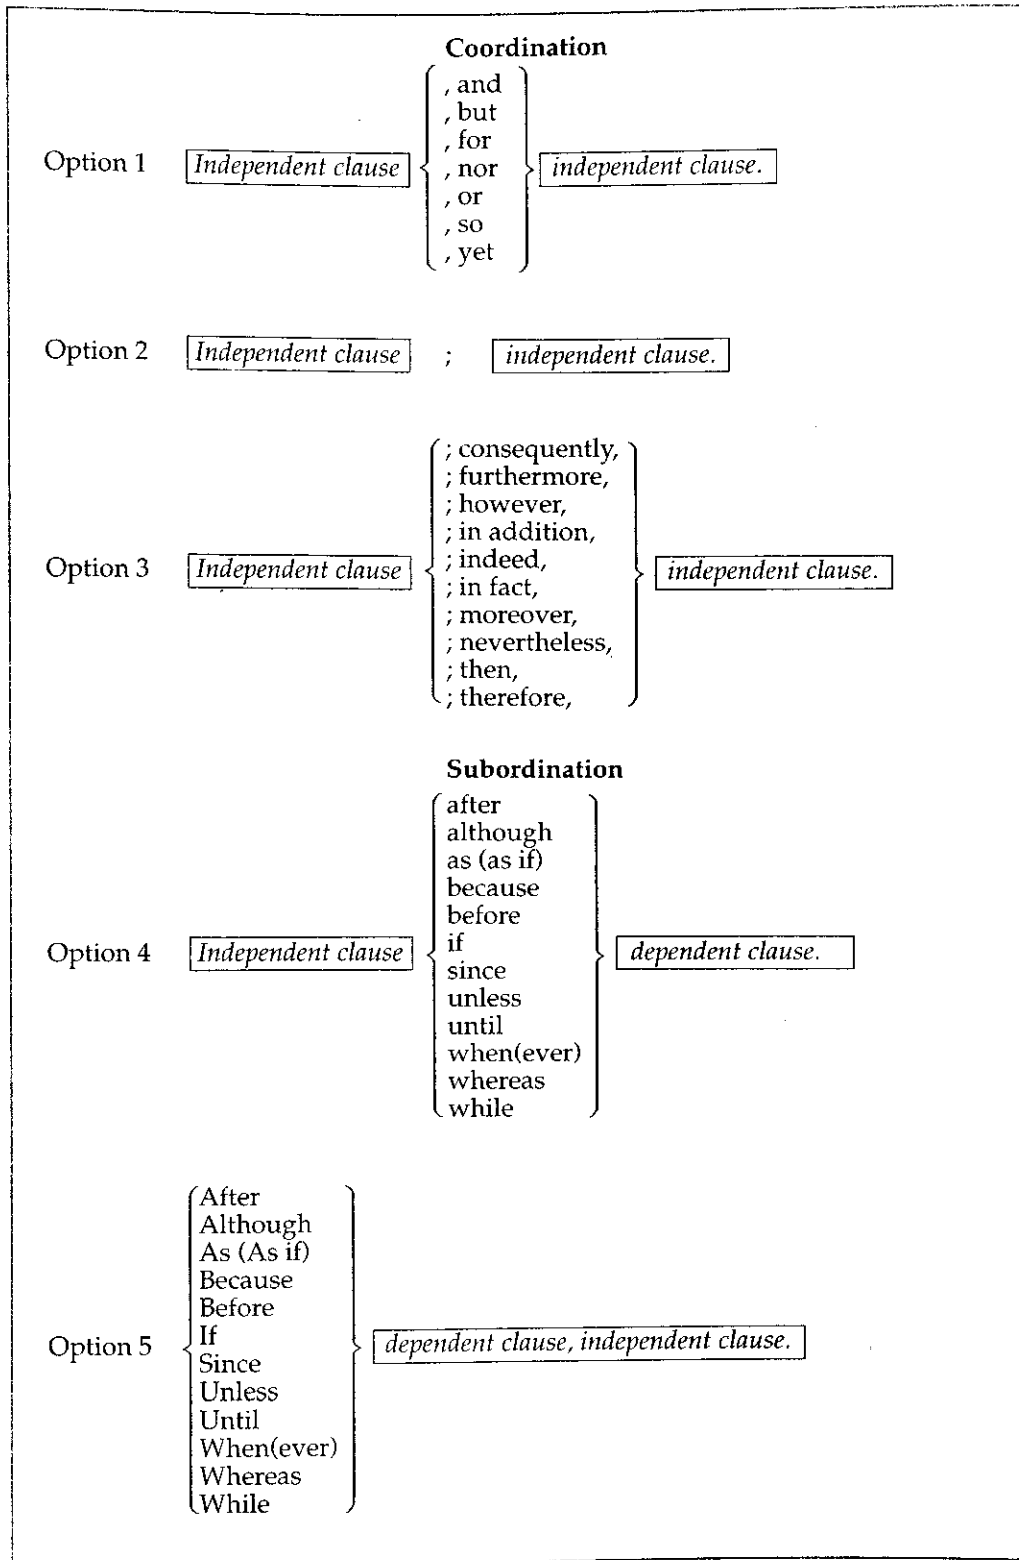 Coordination
, and
, but
, for
Option 1 Independent clause , nor independent clause.
, or
, so
, yet
Option 2 Independent clause ; independent clause.
; consequently,
; furthermore,
; however,
; in addition,
Option 3 Independent clause ; indeed, independent clause.
; in fact,
; moreover,
; nevertheless,
; then,
; therefore,
Subordination
after
although
as (as if)
because
before
Option 4 Independent clause if dependent clause.
since
unless
until
when(ever)
whereas
while
After
Although
As (As if)
Because
Before
Option 5 If dependent clause, independent clause.
Since
Unless
Until
When(ever)
Whereas
While